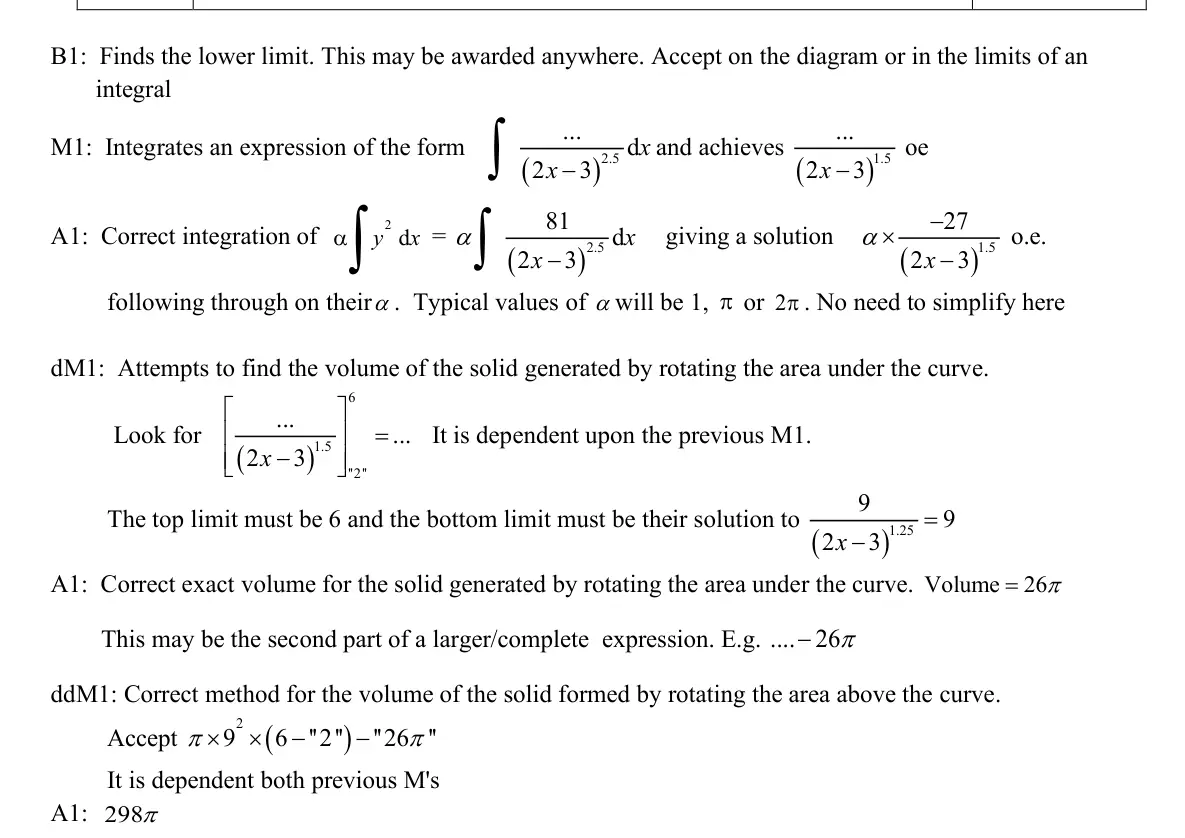 B1: Finds the lower limit. This may be awarded anywhere. Accept on the diagram or in the limits of an
integral
M1: Integrates an expression of the form ∫ ... / (2x – 3)^2.5 dx and achieves ... / (2x – 3)^1.5 oe
A1: Correct integration of α ∫ y² dx = α ∫ 81 / (2x – 3)^2.5 dx giving a solution α × –27 / (2x – 3)^1.5 o.e.
following through on their α . Typical values of α will be 1, π or 2π . No need to simplify here
dM1: Attempts to find the volume of the solid generated by rotating the area under the curve.
Look for [ ... / (2x – 3)^1.5 ]_"2"^6 = ... It is dependent upon the previous M1.
The top limit must be 6 and the bottom limit must be their solution to 9 / (2x – 3)^1.25 = 9
A1: Correct exact volume for the solid generated by rotating the area under the curve. Volume = 26π
This may be the second part of a larger/complete expression. E.g. .... – 26π
ddM1: Correct method for the volume of the solid formed by rotating the area above the curve.
Accept π × 9² × (6 – "2") – "26π"
It is dependent both previous M's
A1: 298π